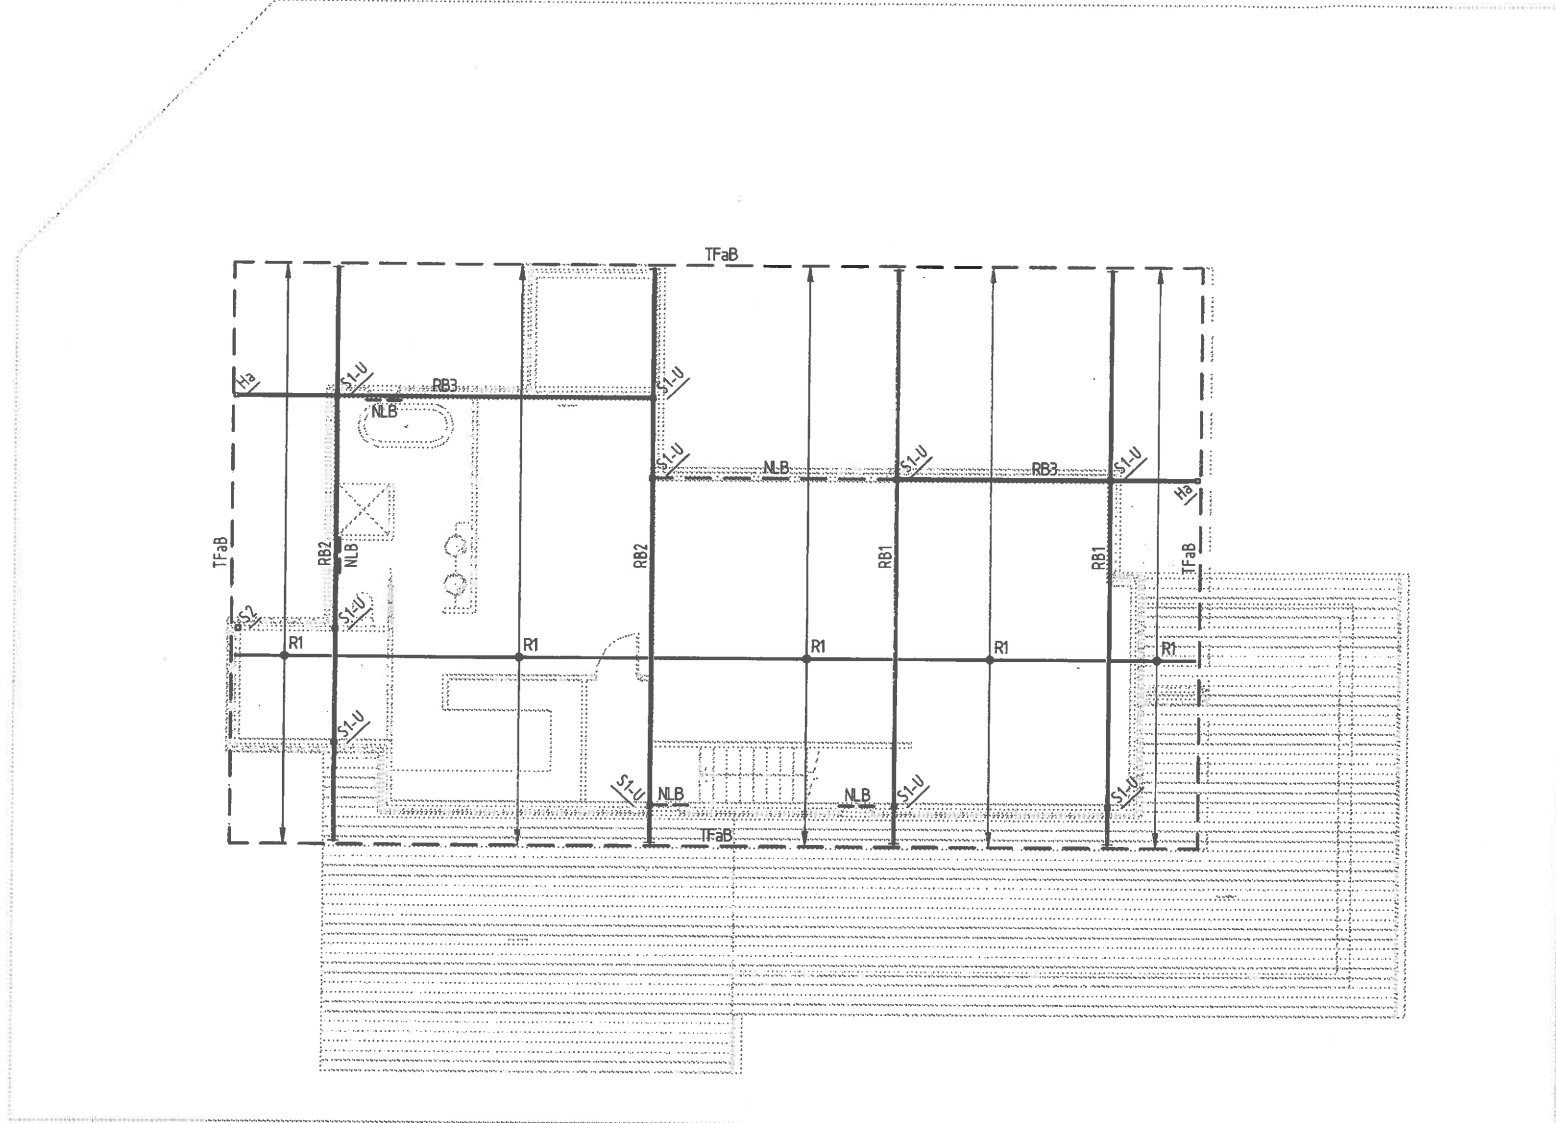 TFaB
Ha
S1-U
RB3
S1-U
NLB
S1-U
NLB
S1-U
RB3
S1-U
Ha
TFaB
RB2
NLB
RB2
RB1
RB1
TFaB
S2
S1-U
R1
R1
R1
R1
R1
S1-U
S1-U
NLB
NLB
S1-U
S1-U
TFaB